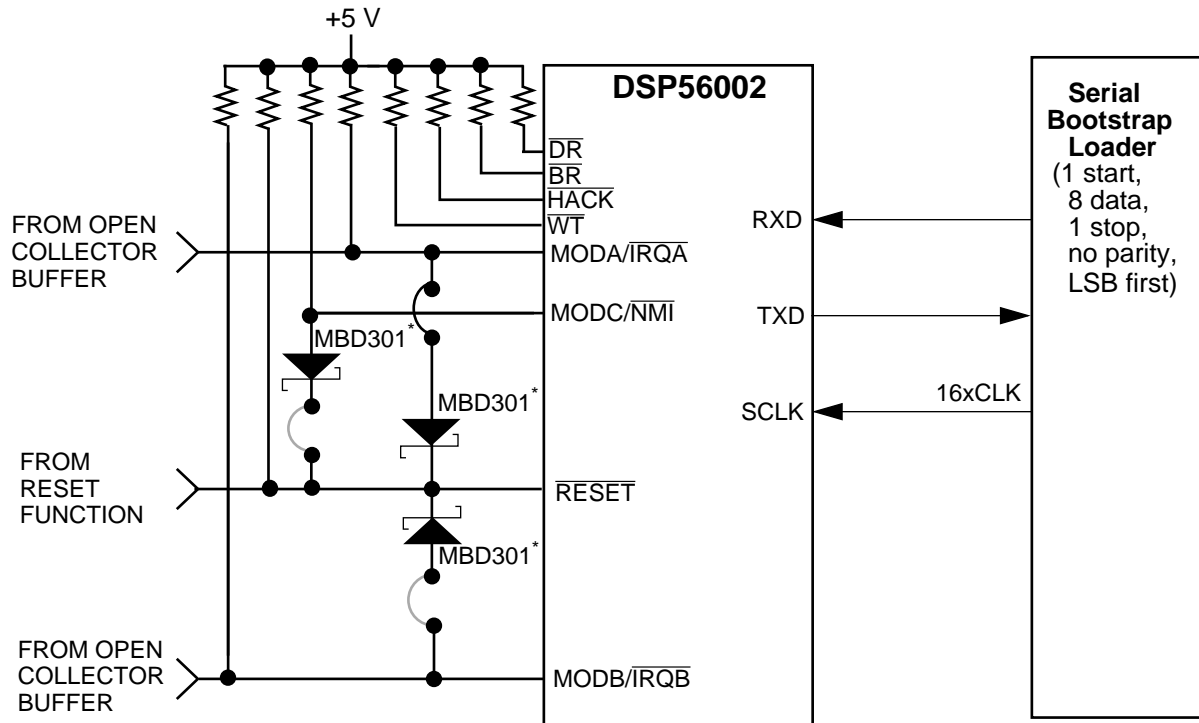 +5 V
DSP56002
DR
BR
HACK
WT
MODA/IRQA
MODC/NMI
RESET
MODB/IRQB
FROM OPEN
COLLECTOR
BUFFER
MBD301*
MBD301*
FROM
RESET
FUNCTION
MBD301*
FROM OPEN
COLLECTOR
BUFFER
RXD
TXD
SCLK
16xCLK
Serial
Bootstrap
Loader
(1 start,
8 data,
1 stop,
no parity,
LSB first)